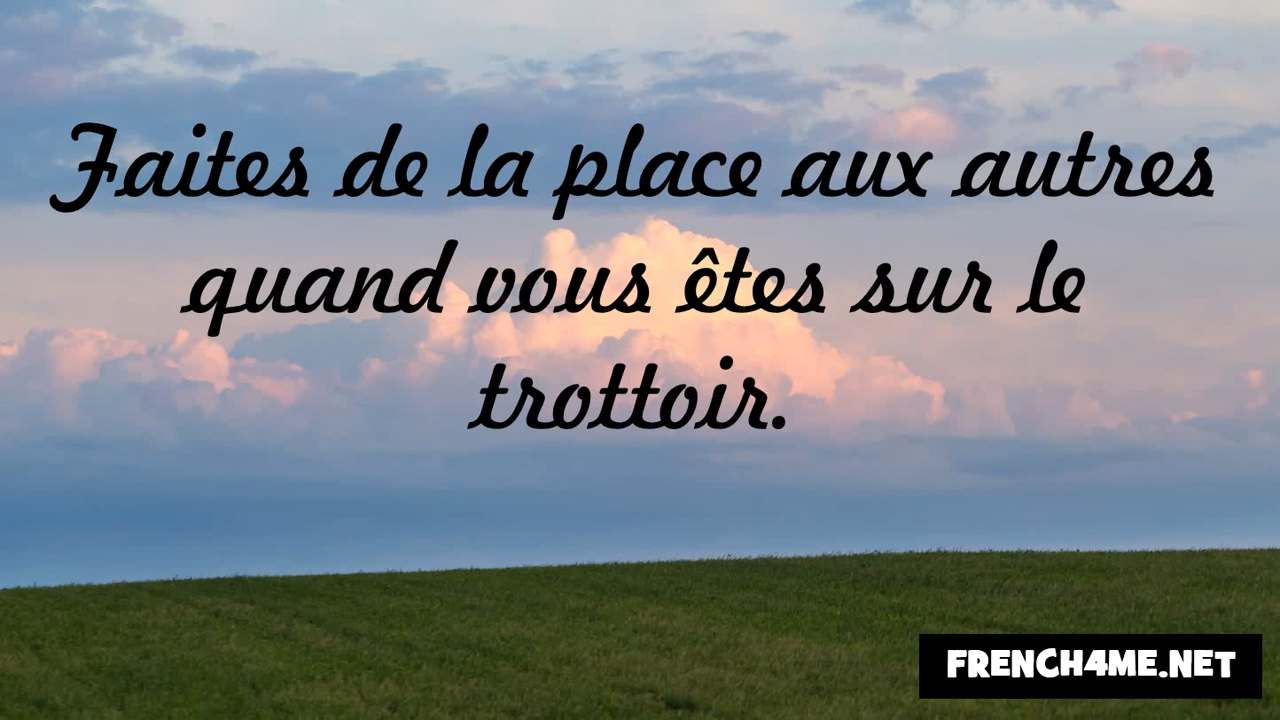 Faites de la place aux autres
quand vous êtes sur le
trottoir.
FRENCH4ME.NET